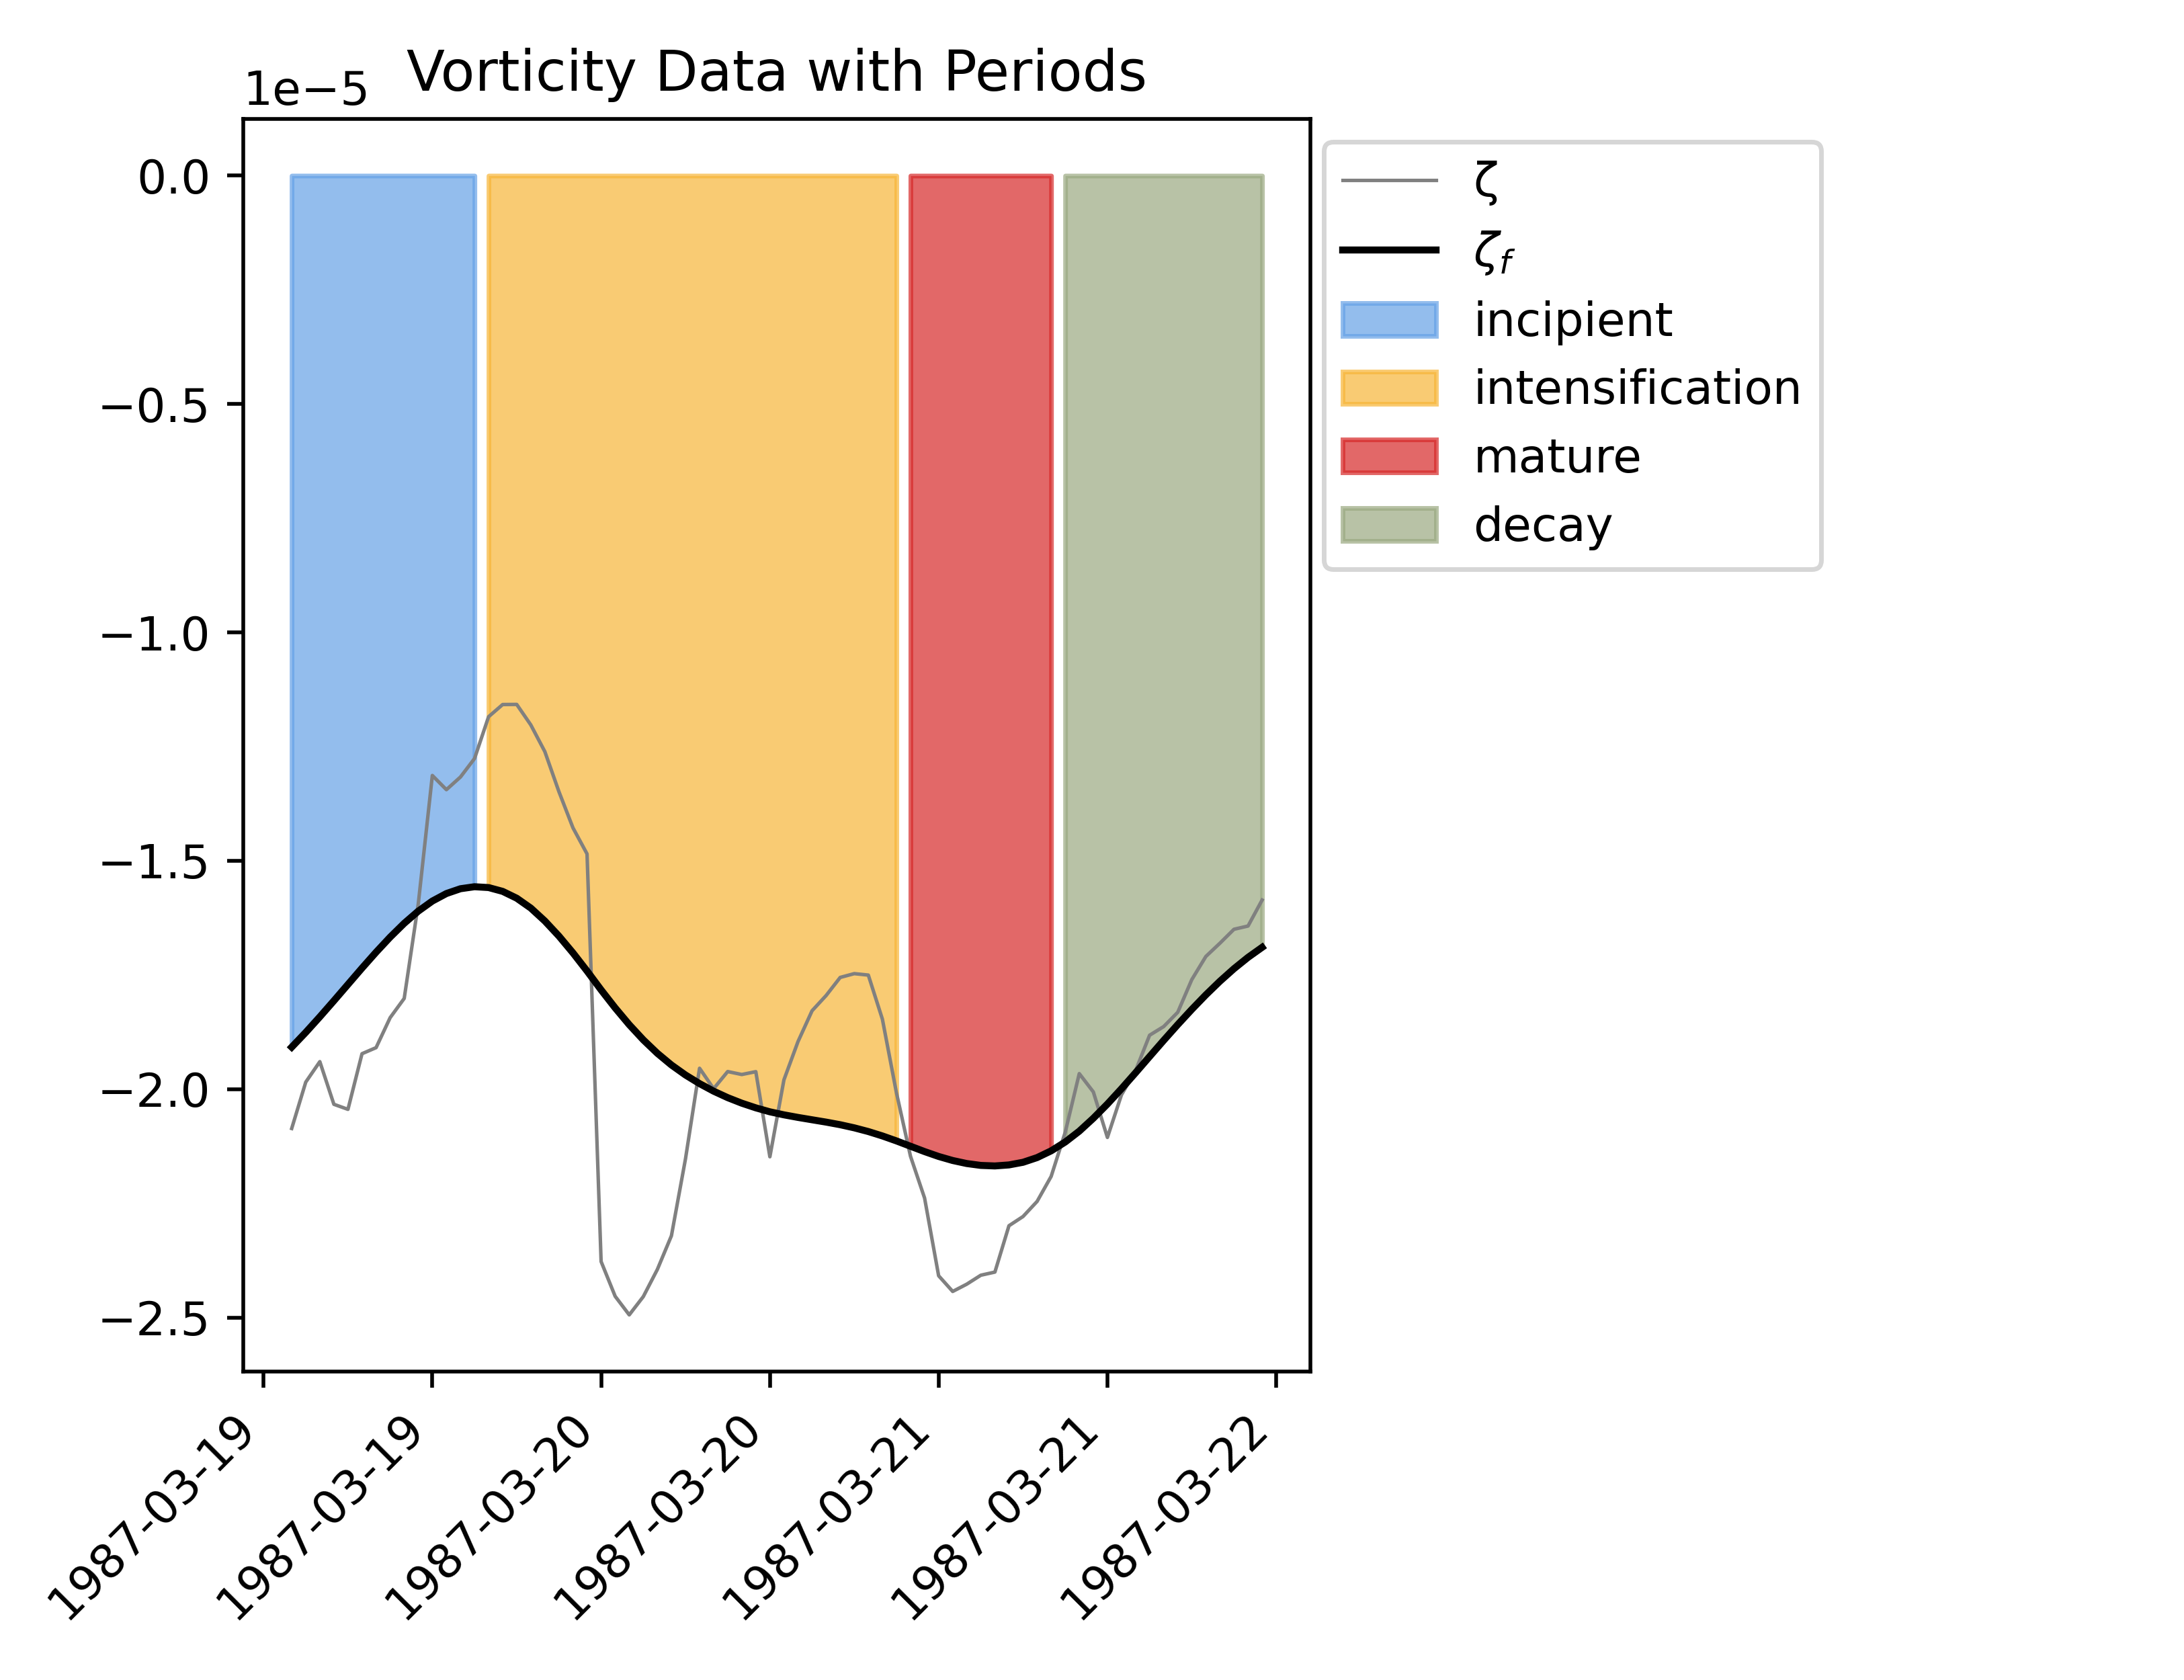 Vorticity Data with Periods
1e−5
0.0
−0.5
−1.0
−1.5
−2.0
−2.5
1987-03-19
1987-03-19
1987-03-20
1987-03-20
1987-03-21
1987-03-21
1987-03-22
ζ
ζf
incipient
intensification
mature
decay